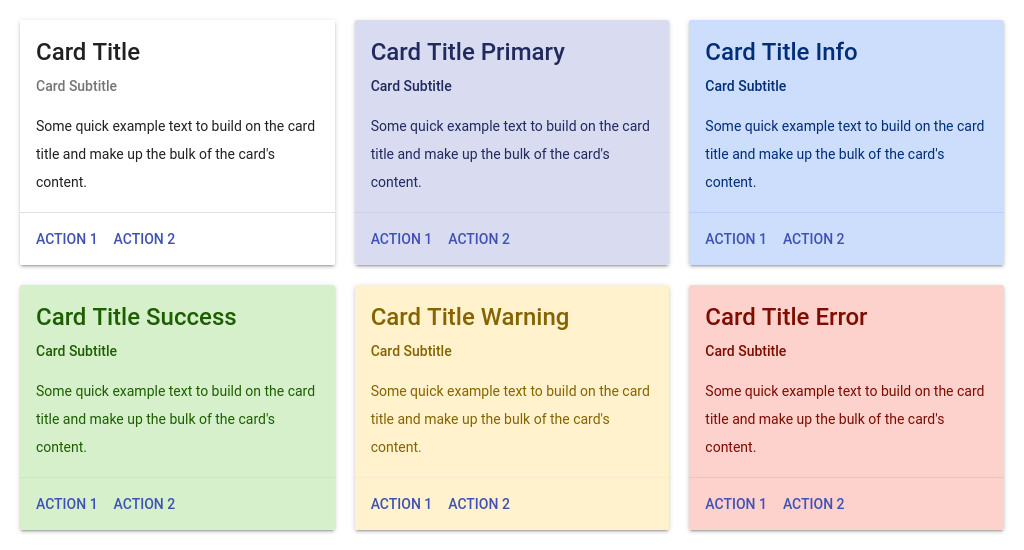 Card Title
Card Subtitle
Some quick example text to build on the card
title and make up the bulk of the card's
content.
ACTION 1 ACTION 2
Card Title Primary
Card Subtitle
Some quick example text to build on the card
title and make up the bulk of the card's
content.
ACTION 1 ACTION 2
Card Title Info
Card Subtitle
Some quick example text to build on the card
title and make up the bulk of the card's
content.
ACTION 1 ACTION 2
Card Title Success
Card Subtitle
Some quick example text to build on the card
title and make up the bulk of the card's
content.
ACTION 1 ACTION 2
Card Title Warning
Card Subtitle
Some quick example text to build on the card
title and make up the bulk of the card's
content.
ACTION 1 ACTION 2
Card Title Error
Card Subtitle
Some quick example text to build on the card
title and make up the bulk of the card's
content.
ACTION 1 ACTION 2